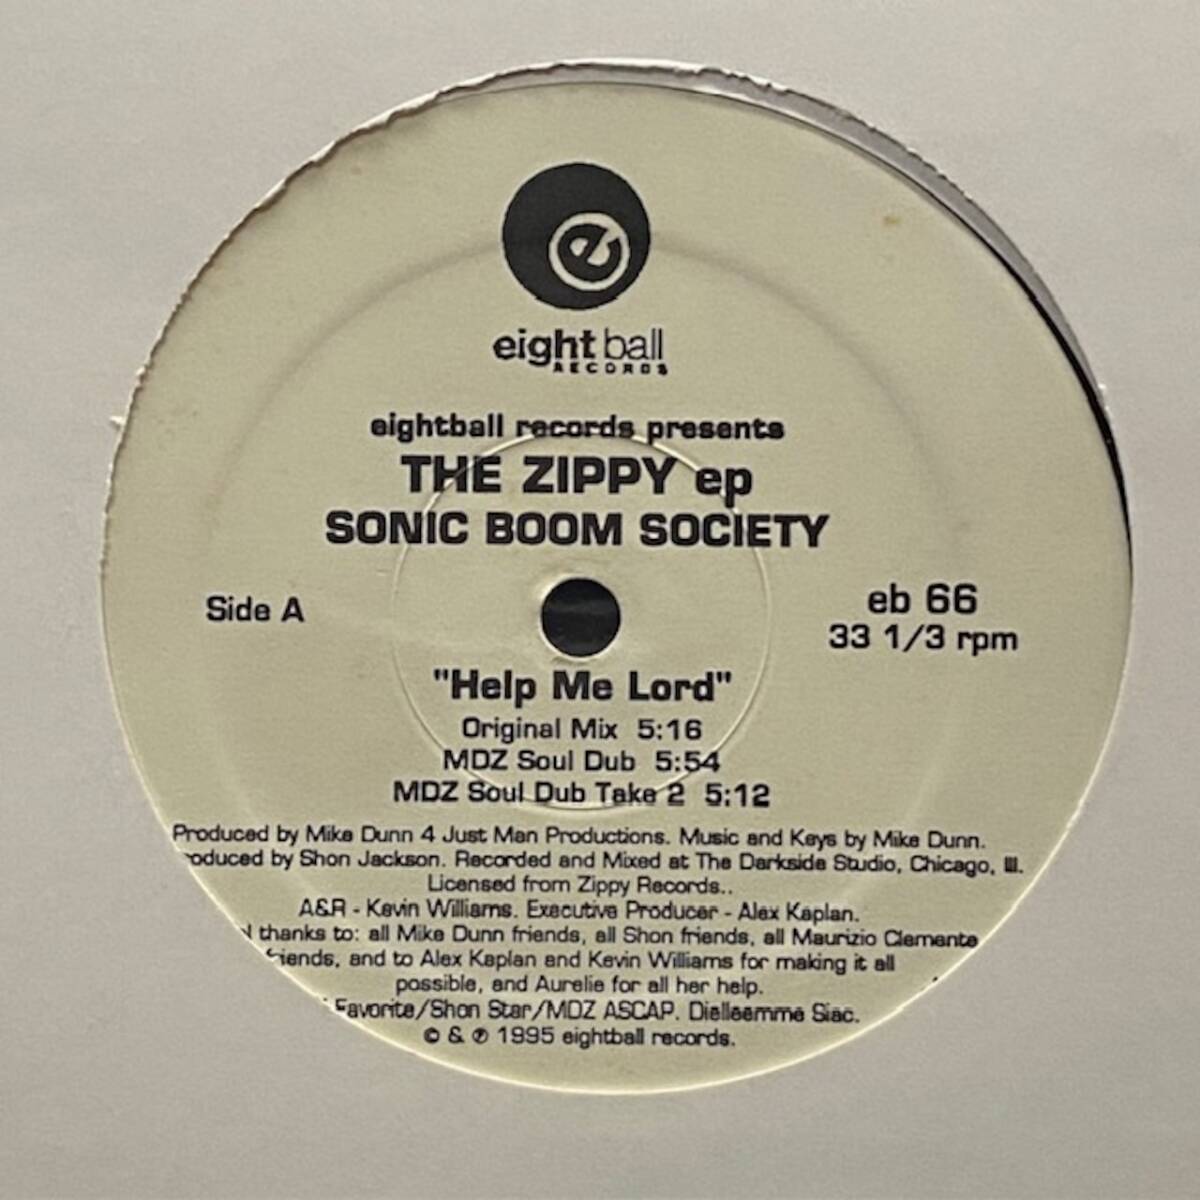 e
eight ball
RECORDS
eightball records presents
THE ZIPPY ep
SONIC BOOM SOCIETY
Side A
eb 66
33 1/3 rpm
"Help Me Lord"
Original Mix 5:16
MDZ Soul Dub 5:54
MDZ Soul Dub Take 2 5:12
Produced by Mike Dunn 4 Just Man Productions. Music and Keys by Mike Dunn.
roduced by Shon Jackson. Recorded and Mixed at The Darkside Studio, Chicago, Ill.
Licensed from Zippy Records..
A&R - Kevin Williams. Executive Producer - Alex Kaplan.
l thanks to: all Mike Dunn friends, all Shon friends, all Maurizio Clemente
friends, and to Alex Kaplan and Kevin Williams for making it all
possible, and Aurelie for all her help.
Favorite/Shon Star/MDZ ASCAP. Dielleemme Siac.
© & ℗ 1995 eightball records.